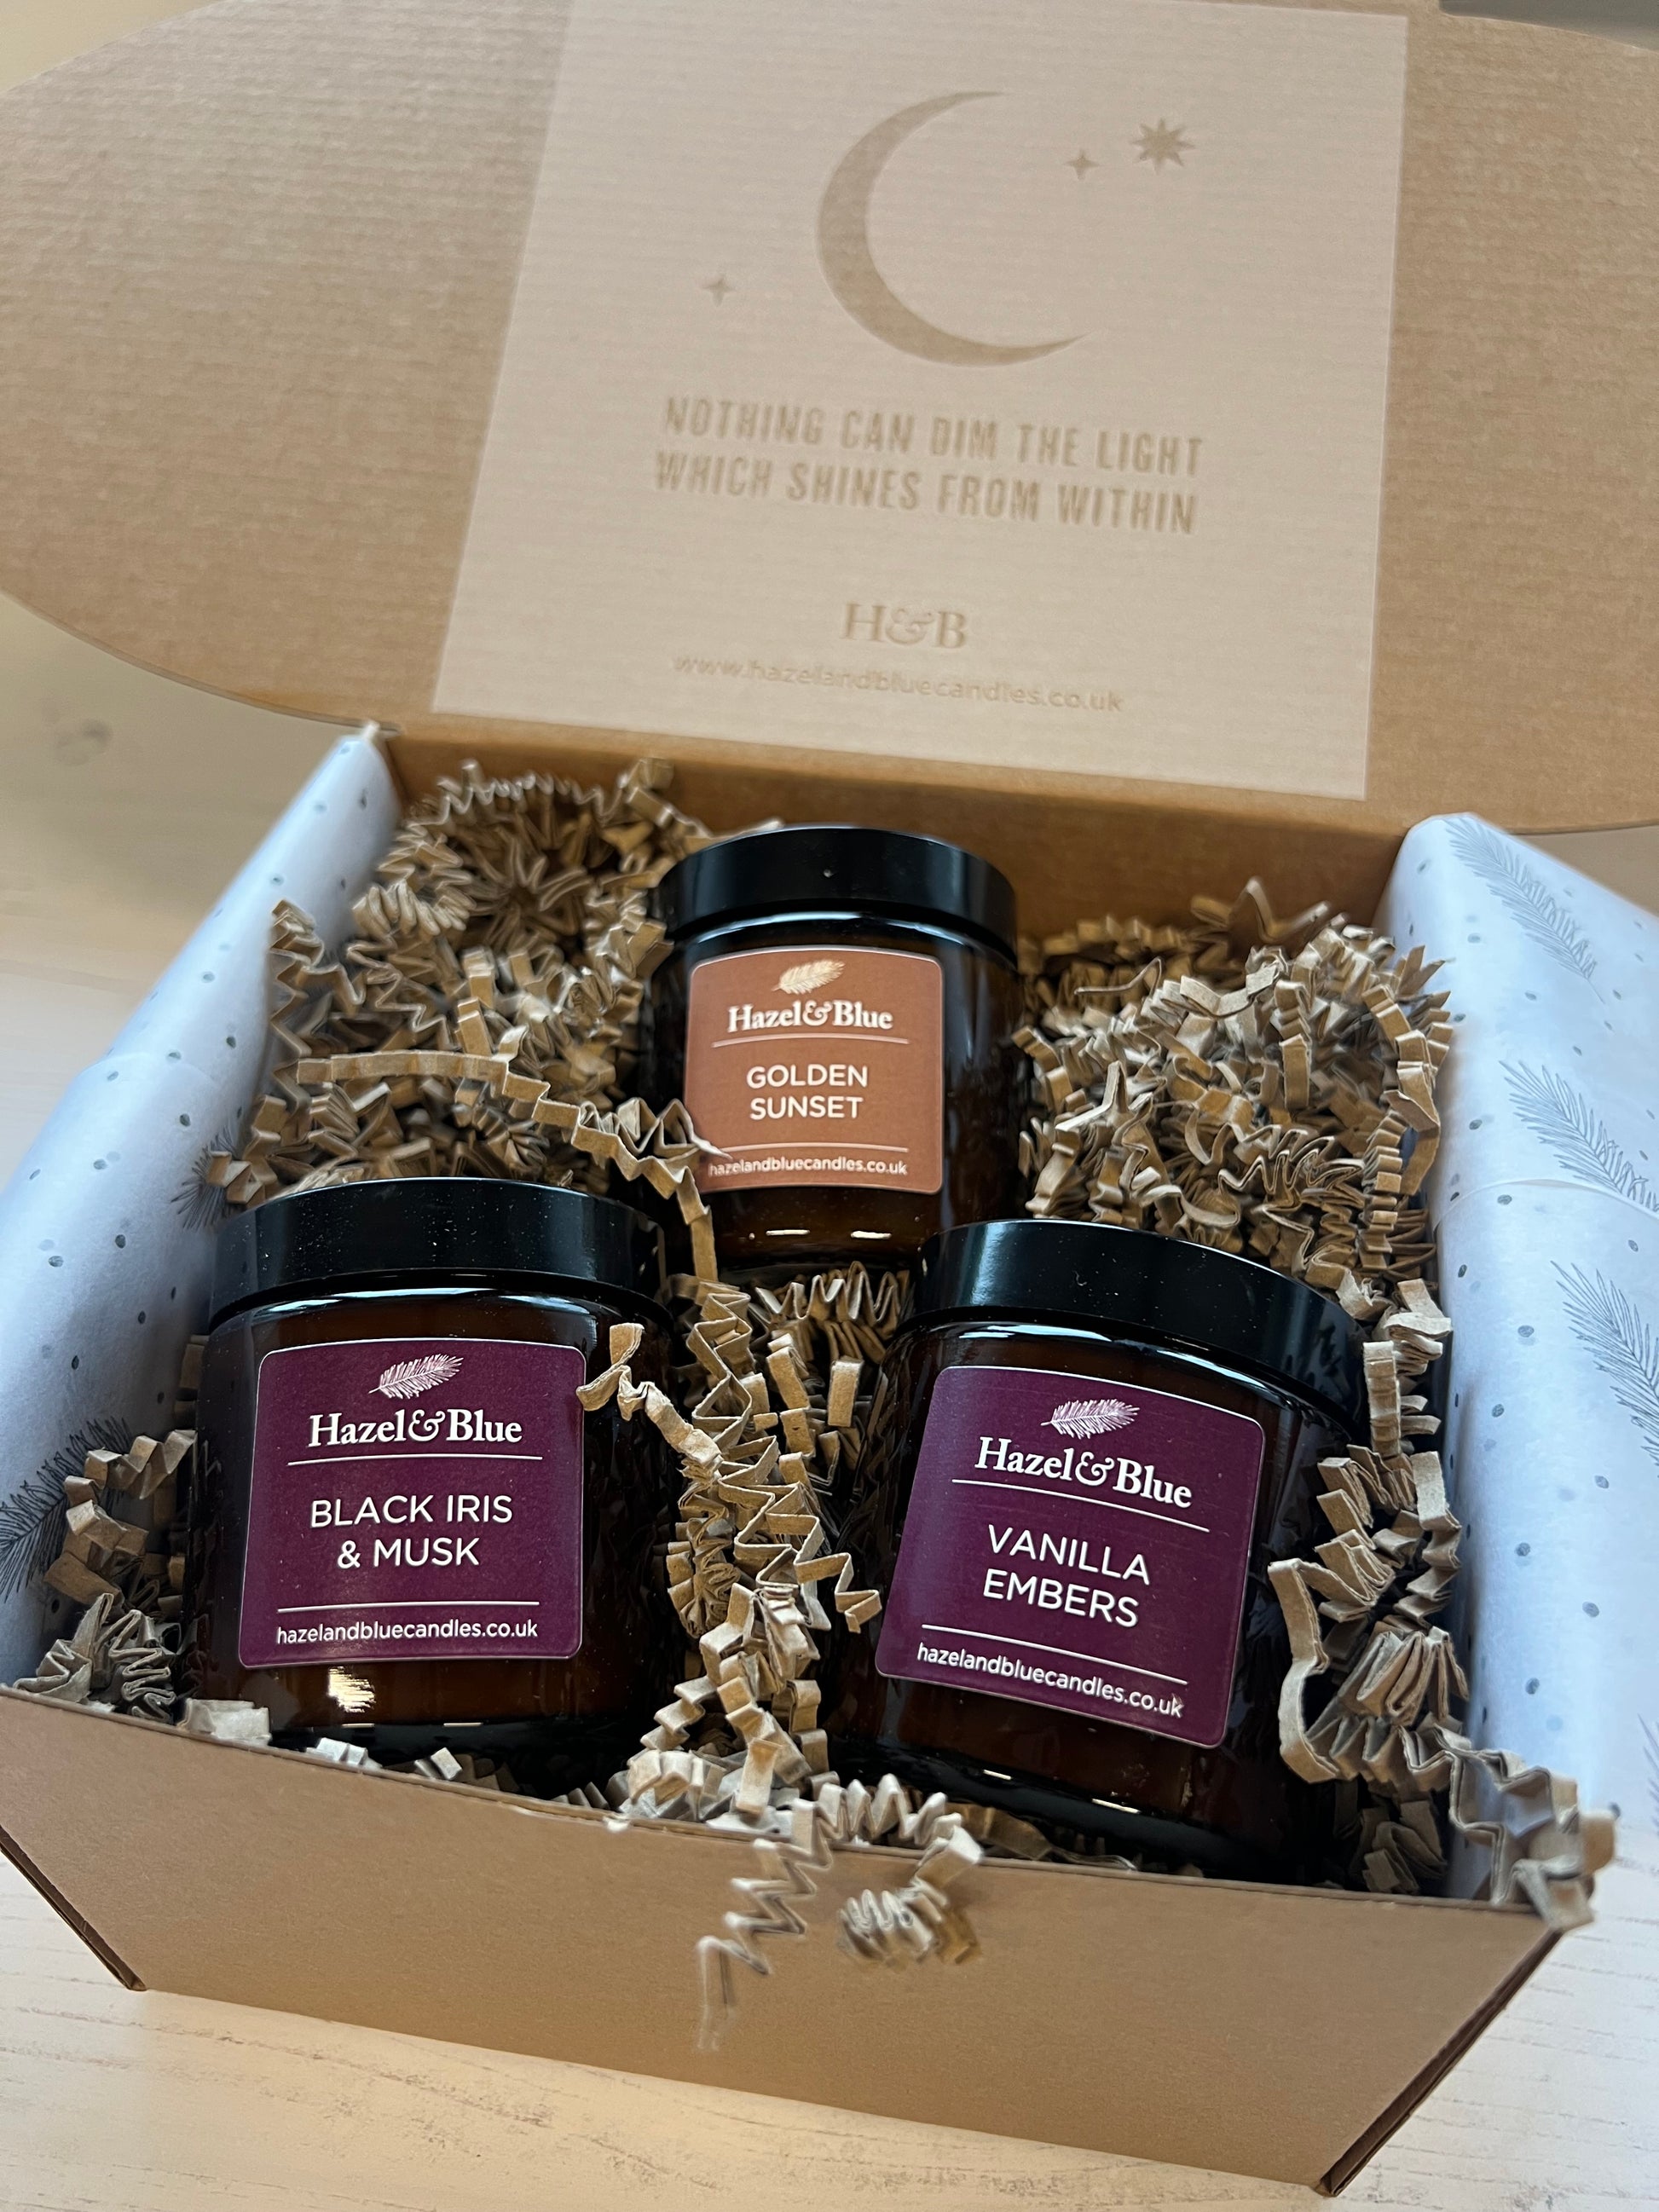 NOTHING CAN DIM THE LIGHT
WHICH SHINES FROM WITHIN
H&B
www.hazelandbluecandles.co.uk
Hazel&Blue
GOLDEN
SUNSET
hazelandbluecandles.co.uk
Hazel&Blue
BLACK IRIS
& MUSK
hazelandbluecandles.co.uk
Hazel&Blue
VANILLA
EMBERS
hazelandbluecandles.co.uk